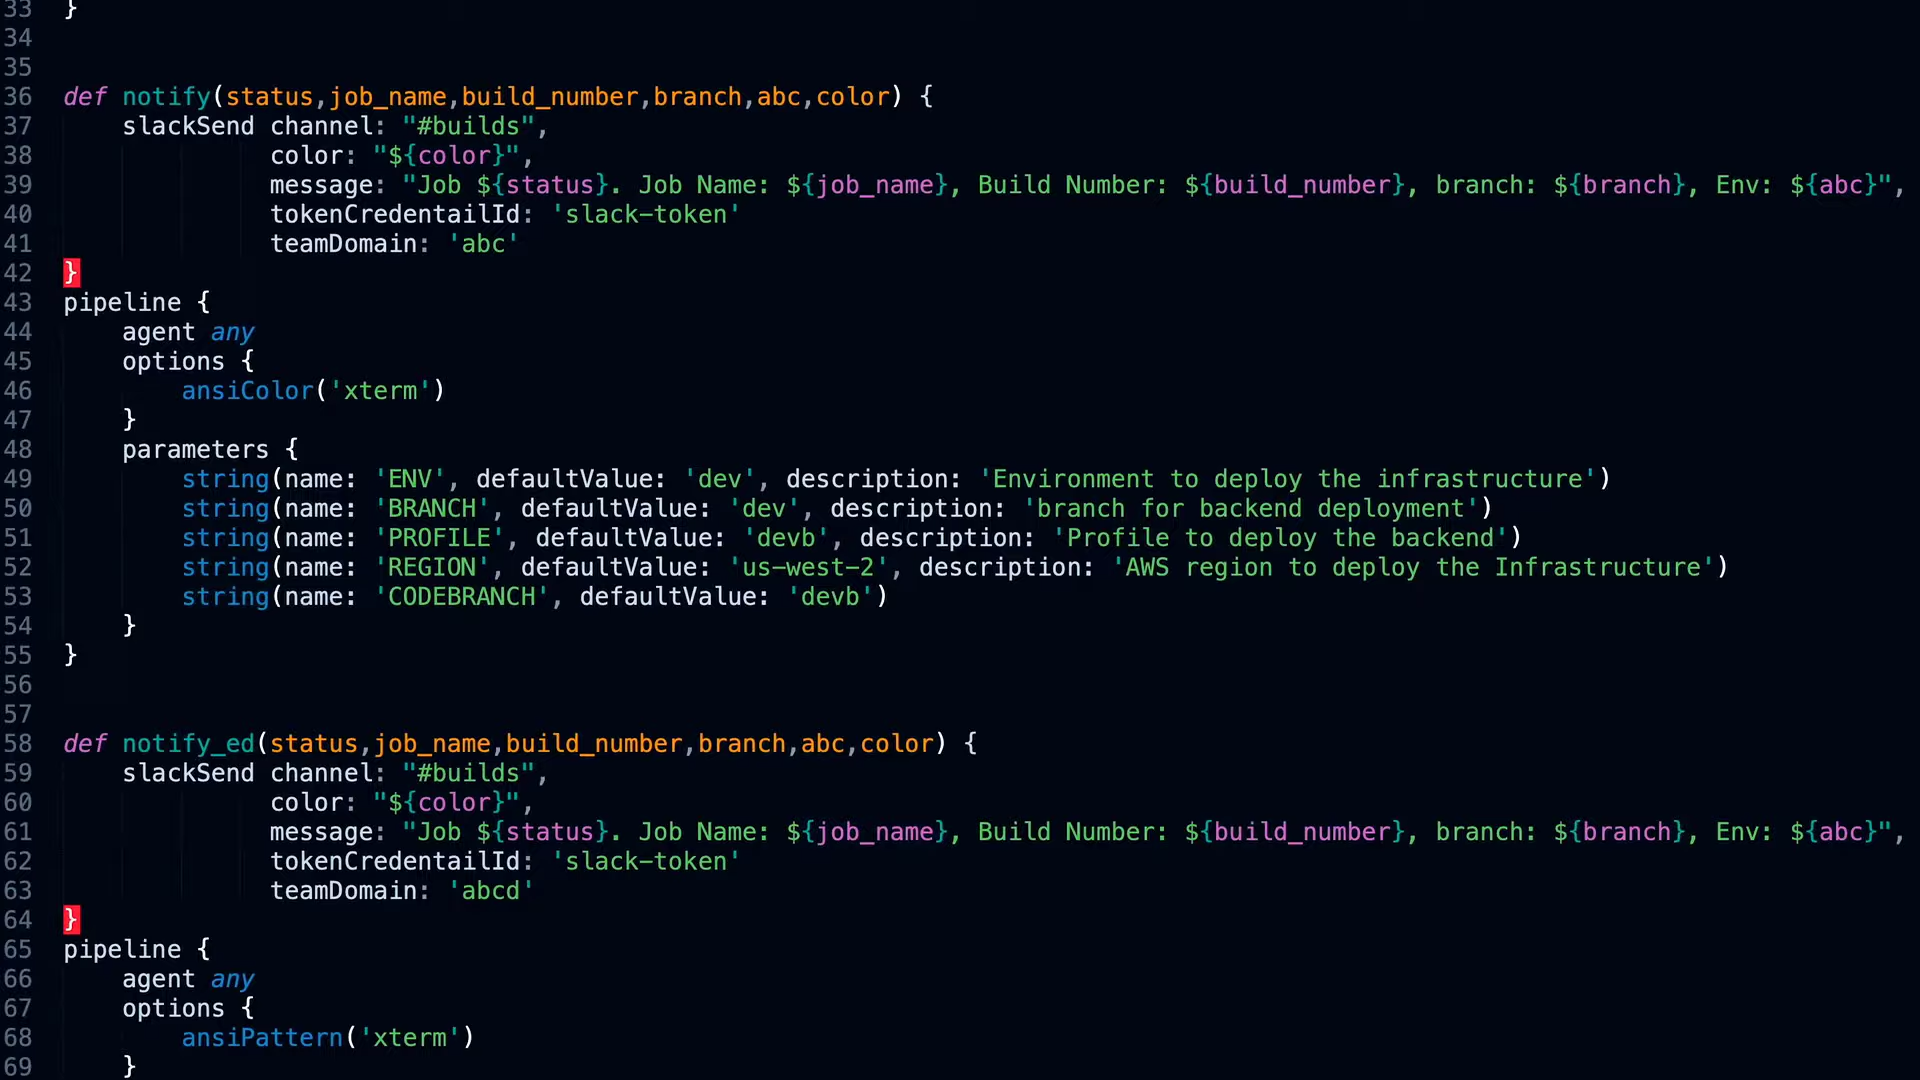 33 }
34
35
36 def notify(status,job_name,build_number,branch,abc,color) {
37 slackSend channel: "#builds",
38 color: "${color}",
39 message: "Job ${status}. Job Name: ${job_name}, Build Number: ${build_number}, branch: ${branch}, Env: ${abc}",
40 tokenCredentailId: 'slack-token'
41 teamDomain: 'abc'
42 }
43 pipeline {
44 agent any
45 options {
46 ansiColor('xterm')
47 }
48 parameters {
49 string(name: 'ENV', defaultValue: 'dev', description: 'Environment to deploy the infrastructure')
50 string(name: 'BRANCH', defaultValue: 'dev', description: 'branch for backend deployment')
51 string(name: 'PROFILE', defaultValue: 'devb', description: 'Profile to deploy the backend')
52 string(name: 'REGION', defaultValue: 'us-west-2', description: 'AWS region to deploy the Infrastructure')
53 string(name: 'CODEBRANCH', defaultValue: 'devb')
54 }
55 }
56
57
58 def notify_ed(status,job_name,build_number,branch,abc,color) {
59 slackSend channel: "#builds",
60 color: "${color}",
61 message: "Job ${status}. Job Name: ${job_name}, Build Number: ${build_number}, branch: ${branch}, Env: ${abc}",
62 tokenCredentailId: 'slack-token'
63 teamDomain: 'abcd'
64 }
65 pipeline {
66 agent any
67 options {
68 ansiPattern('xterm')
69 }